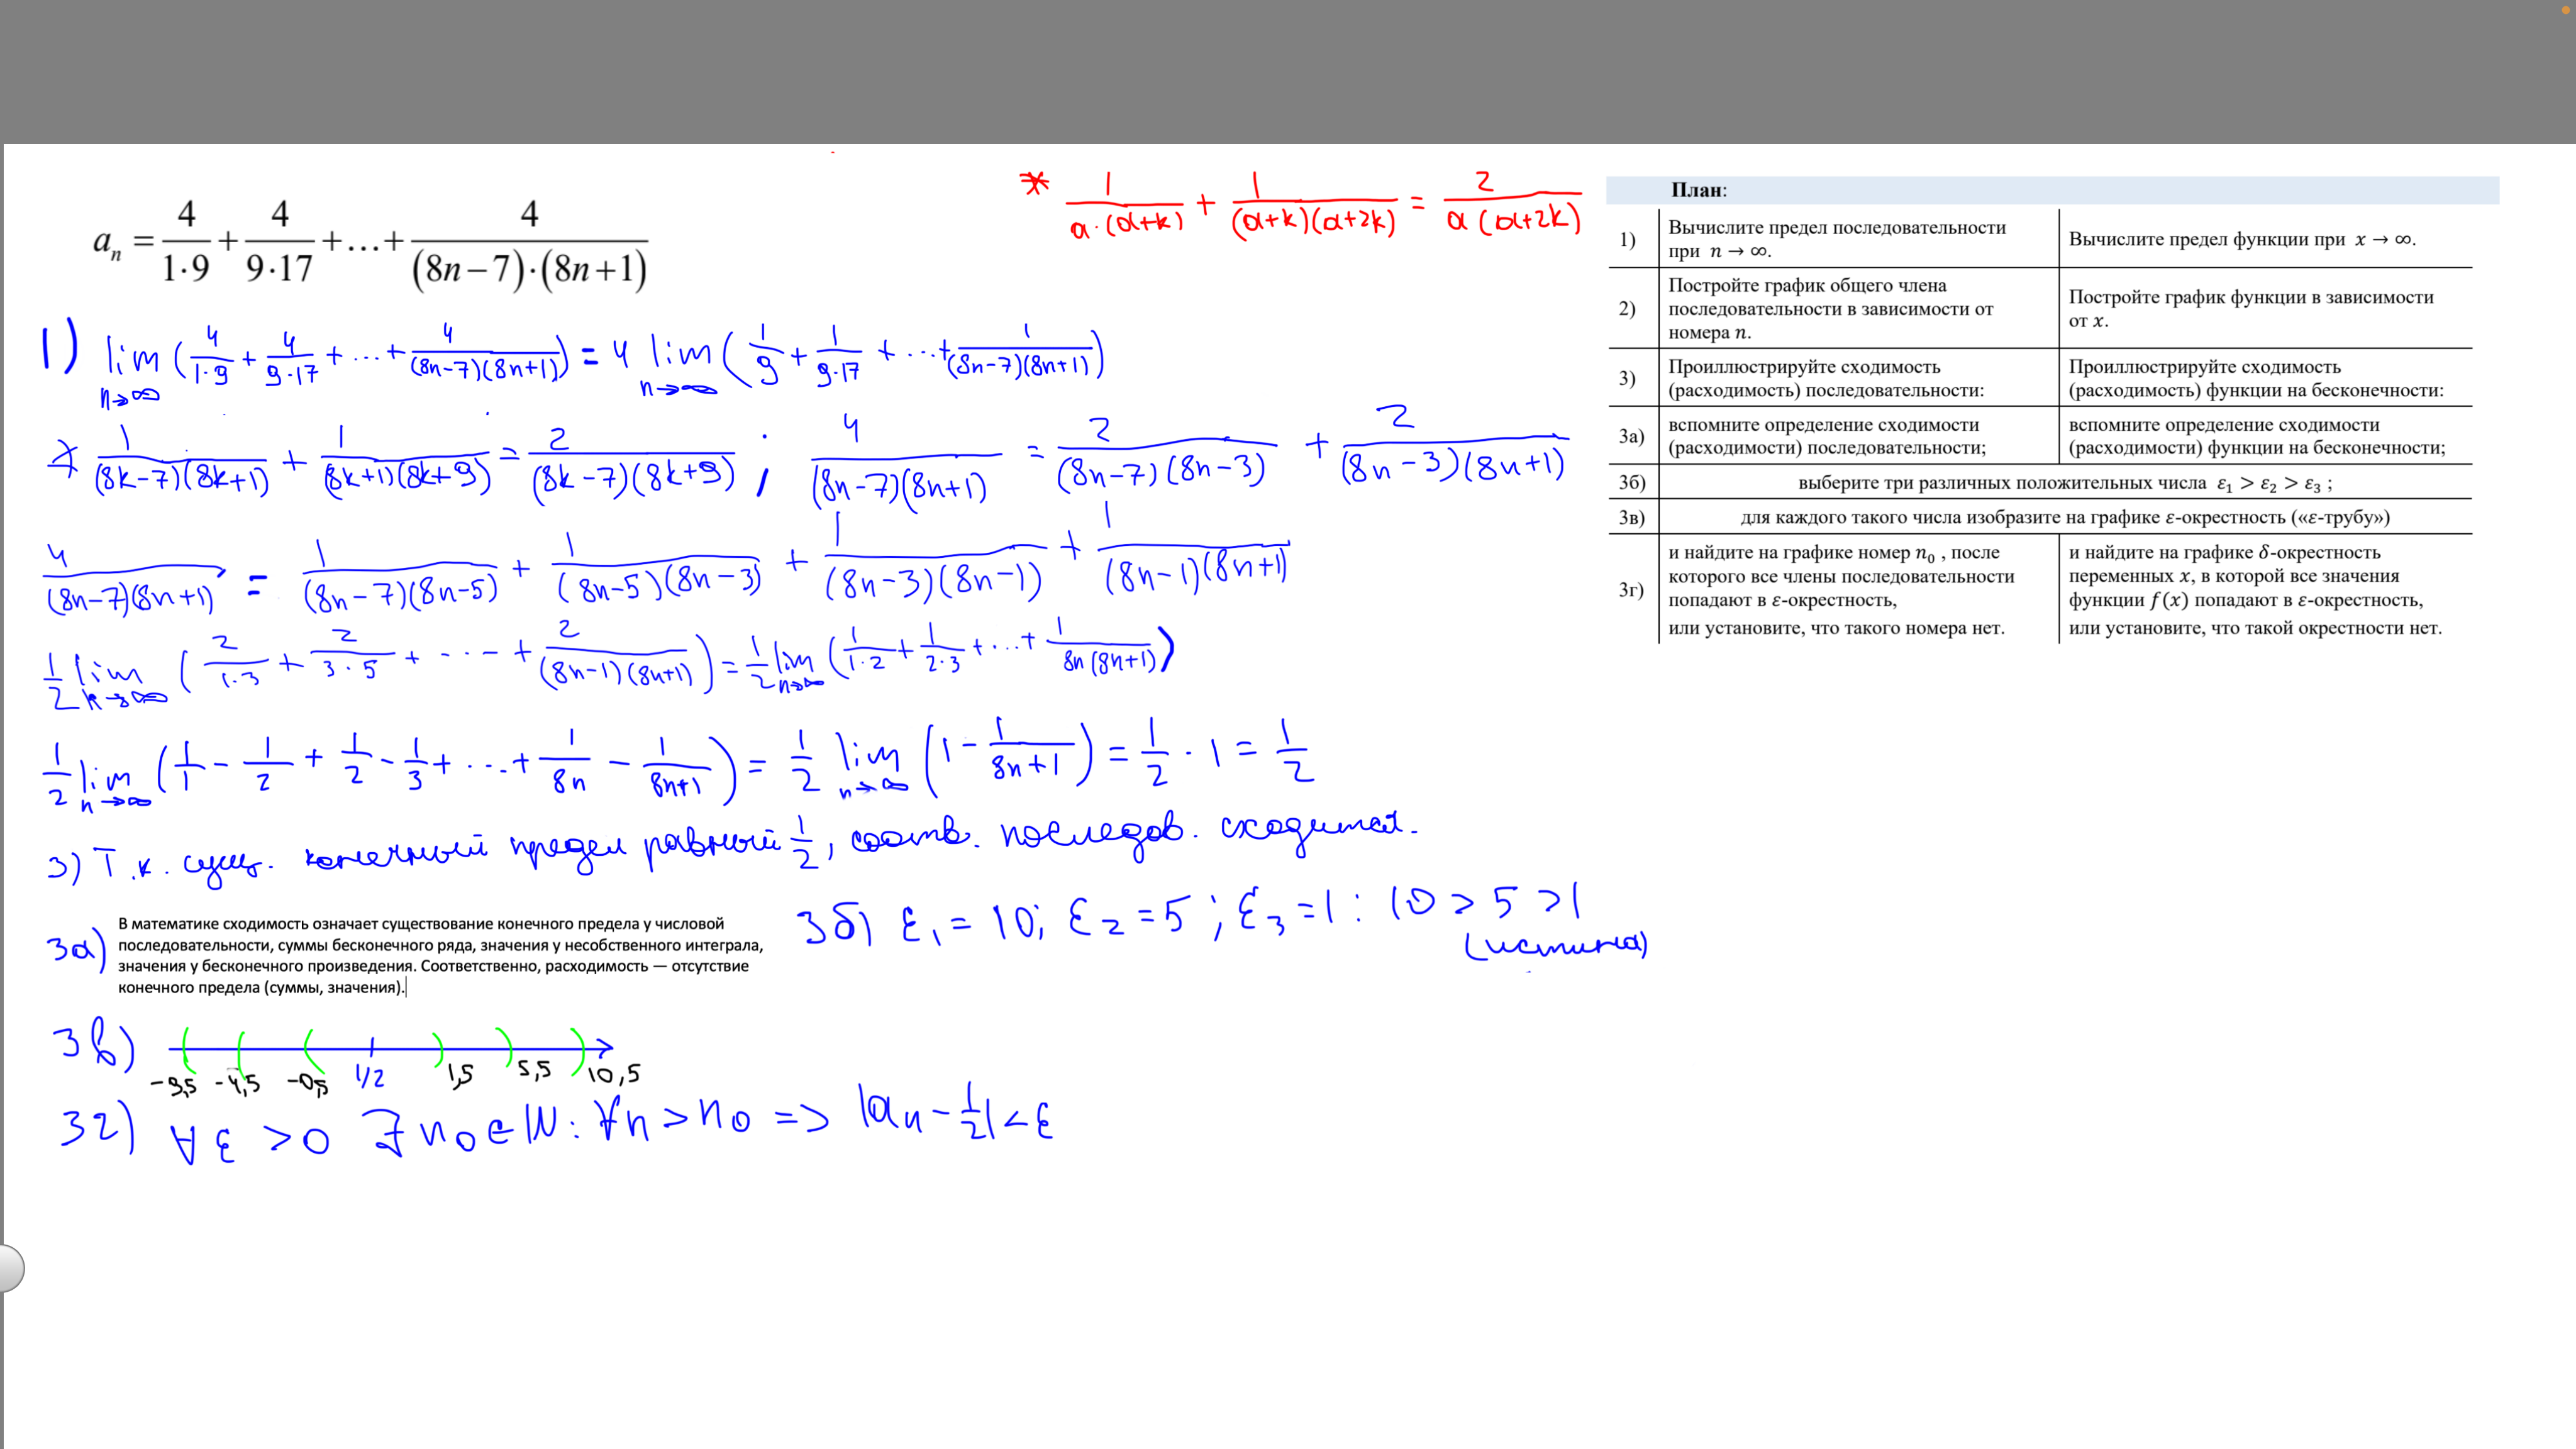 * 1/(a·(a+k)) + 1/((a+k)(a+2k)) = 2/(a(a+2k))
aₙ = 4/(1·9) + 4/(9·17) + ... + 4/((8n−7)·(8n+1))
1) lim n→∞ (4/(1·9) + 4/(9·17) + ... + 4/((8n−7)(8n+1))) = 4 lim n→∞ (1/9 + 1/(9·17) + ... + 1/((8n−7)(8n+1)))
* 1/((8k−7)(8k+1)) + 1/((8k+1)(8k+9)) = 2/((8k−7)(8k+9)) ; 4/((8n−7)(8n+1)) = 2/((8n−7)(8n−3)) + 2/((8n−3)(8n+1))
4/((8n−7)(8n+1)) = 1/((8n−7)(8n−5)) + 1/((8n−5)(8n−3)) + 1/((8n−3)(8n−1)) + 1/((8n−1)(8n+1))
1/2 lim k→∞ (2/(1·3) + 2/(3·5) + ... + 2/((8n−1)(8n+1))) = 1/2 lim n→∞ (1/(1·2) + 1/(2·3) + ... + 1/(8n(8n+1)))
1/2 lim n→∞ (1/1 − 1/2 + 1/2 − 1/3 + ... + 1/8n − 1/(8n+1)) = 1/2 lim n→∞ (1 − 1/(8n+1)) = 1/2 · 1 = 1/2
3) Т.к. сущ. конечный предел равный 1/2, соотв. последов. сходится.
3а) В математике сходимость означает существование конечного предела у числовой
последовательности, суммы бесконечного ряда, значения у несобственного интеграла,
значения у бесконечного произведения. Соответственно, расходимость — отсутствие
конечного предела (суммы, значения).
3б) ε₁ = 10; ε₂ = 5; ε₃ = 1 : 10 > 5 > 1
(истина)
3в)
−9,5 −4,5 −0,5 1/2 1,5 5,5 10,5
3г) ∀ε > 0 ∃ n₀ ∈ ℕ : ∀n > n₀ => |aₙ − 1/2| < ε
План:
1) Вычислите предел последовательности
при n → ∞.
Вычислите предел функции при x → ∞.
2) Постройте график общего члена
последовательности в зависимости от
номера n.
Постройте график функции в зависимости
от x.
3) Проиллюстрируйте сходимость
(расходимость) последовательности:
Проиллюстрируйте сходимость
(расходимость) функции на бесконечности:
3а) вспомните определение сходимости
(расходимости) последовательности;
вспомните определение сходимости
(расходимости) функции на бесконечности;
3б) выберите три различных положительных числа ε₁ > ε₂ > ε₃ ;
3в) для каждого такого числа изобразите на графике ε-окрестность («ε-трубу»)
3г) и найдите на графике номер n₀ , после
которого все члены последовательности
попадают в ε-окрестность,
или установите, что такого номера нет.
и найдите на графике δ-окрестность
переменных x, в которой все значения
функции f(x) попадают в ε-окрестность,
или установите, что такой окрестности нет.